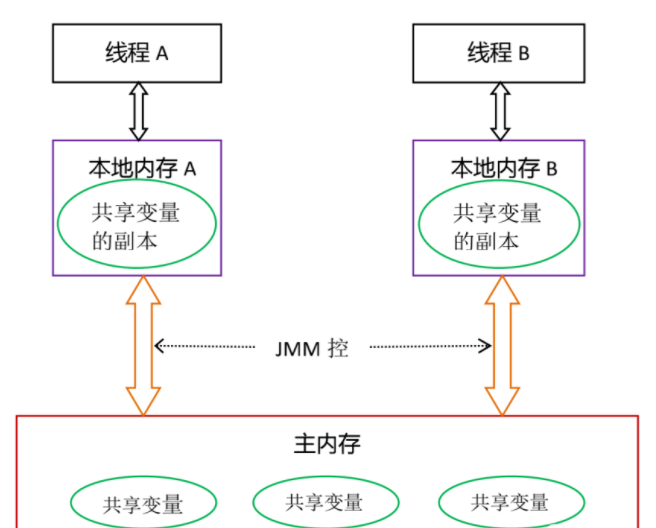 线程 A
线程 B
本地内存 A
本地内存 B
共享变量
的副本
共享变量
的副本
JMM 控
主内存
共享变量
共享变量
共享变量